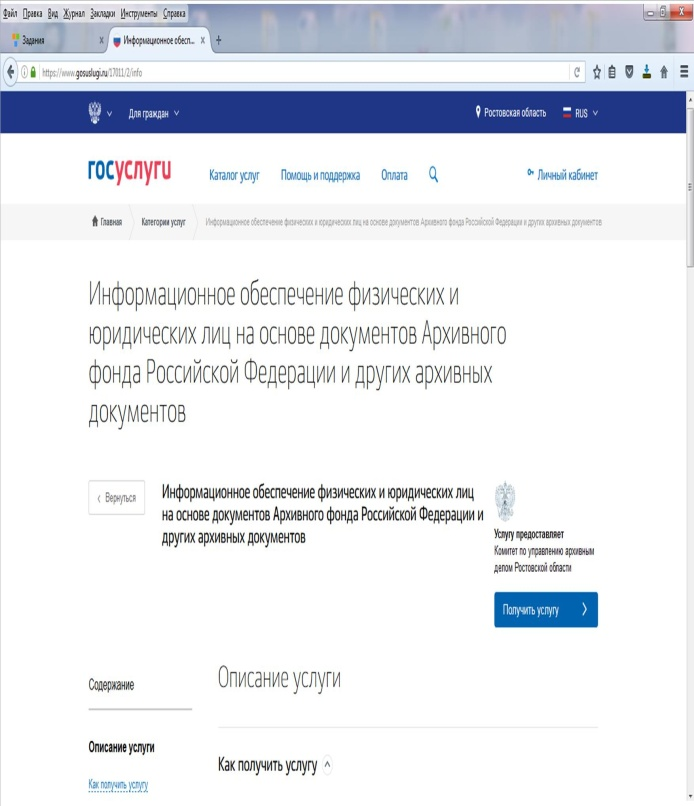 Файл Правка Вид Журнал Закладки Инструменты Справка
Задания
Информационное обесп...
https://www.gosuslugi.ru/17011/2/info
Для граждан
Ростовская область
RUS
госуслуги
Каталог услуг
Помощь и поддержка
Оплата
Личный кабинет
Главная
Категории услуг
Информационное обеспечение физических и юридических лиц на основе документов Архивного фонда Российской Федерации и других архивных документов
Информационное обеспечение физических и
юридических лиц на основе документов Архивного
фонда Российской Федерации и других архивных
документов
Вернуться
Информационное обеспечение физических и юридических лиц
на основе документов Архивного фонда Российской Федерации и
других архивных документов
Услугу предоставляет
Комитет по управлению архивным
делом Ростовской области
Получить услугу
Содержание
Описание услуги
Описание услуги
Как получить услугу
Как получить услугу